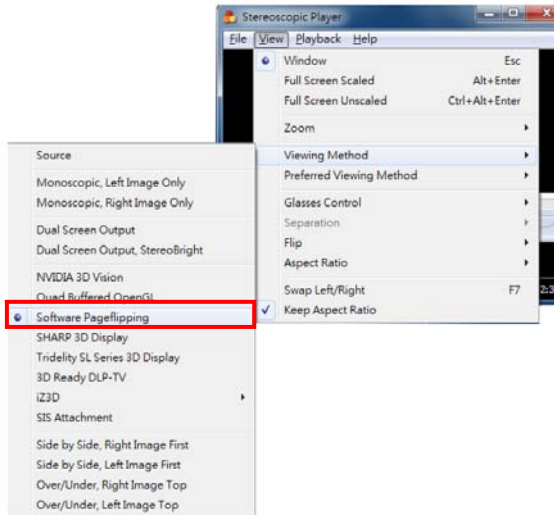 Stereoscopic Player
File View Playback Help
Window Esc
Full Screen Scaled Alt+Enter
Full Screen Unscaled Ctrl+Alt+Enter
Zoom
Viewing Method
Preferred Viewing Method
Glasses Control
Separation
Flip
Aspect Ratio
Swap Left/Right F7
Keep Aspect Ratio
Source
Monoscopic, Left Image Only
Monoscopic, Right Image Only
Dual Screen Output
Dual Screen Output, StereoBright
NVIDIA 3D Vision
Quad Buffered OpenGL
Software Pageflipping
SHARP 3D Display
Tridelity SL Series 3D Display
3D Ready DLP-TV
iZ3D
SIS Attachment
Side by Side, Right Image First
Side by Side, Left Image First
Over/Under, Right Image Top
Over/Under, Left Image Top